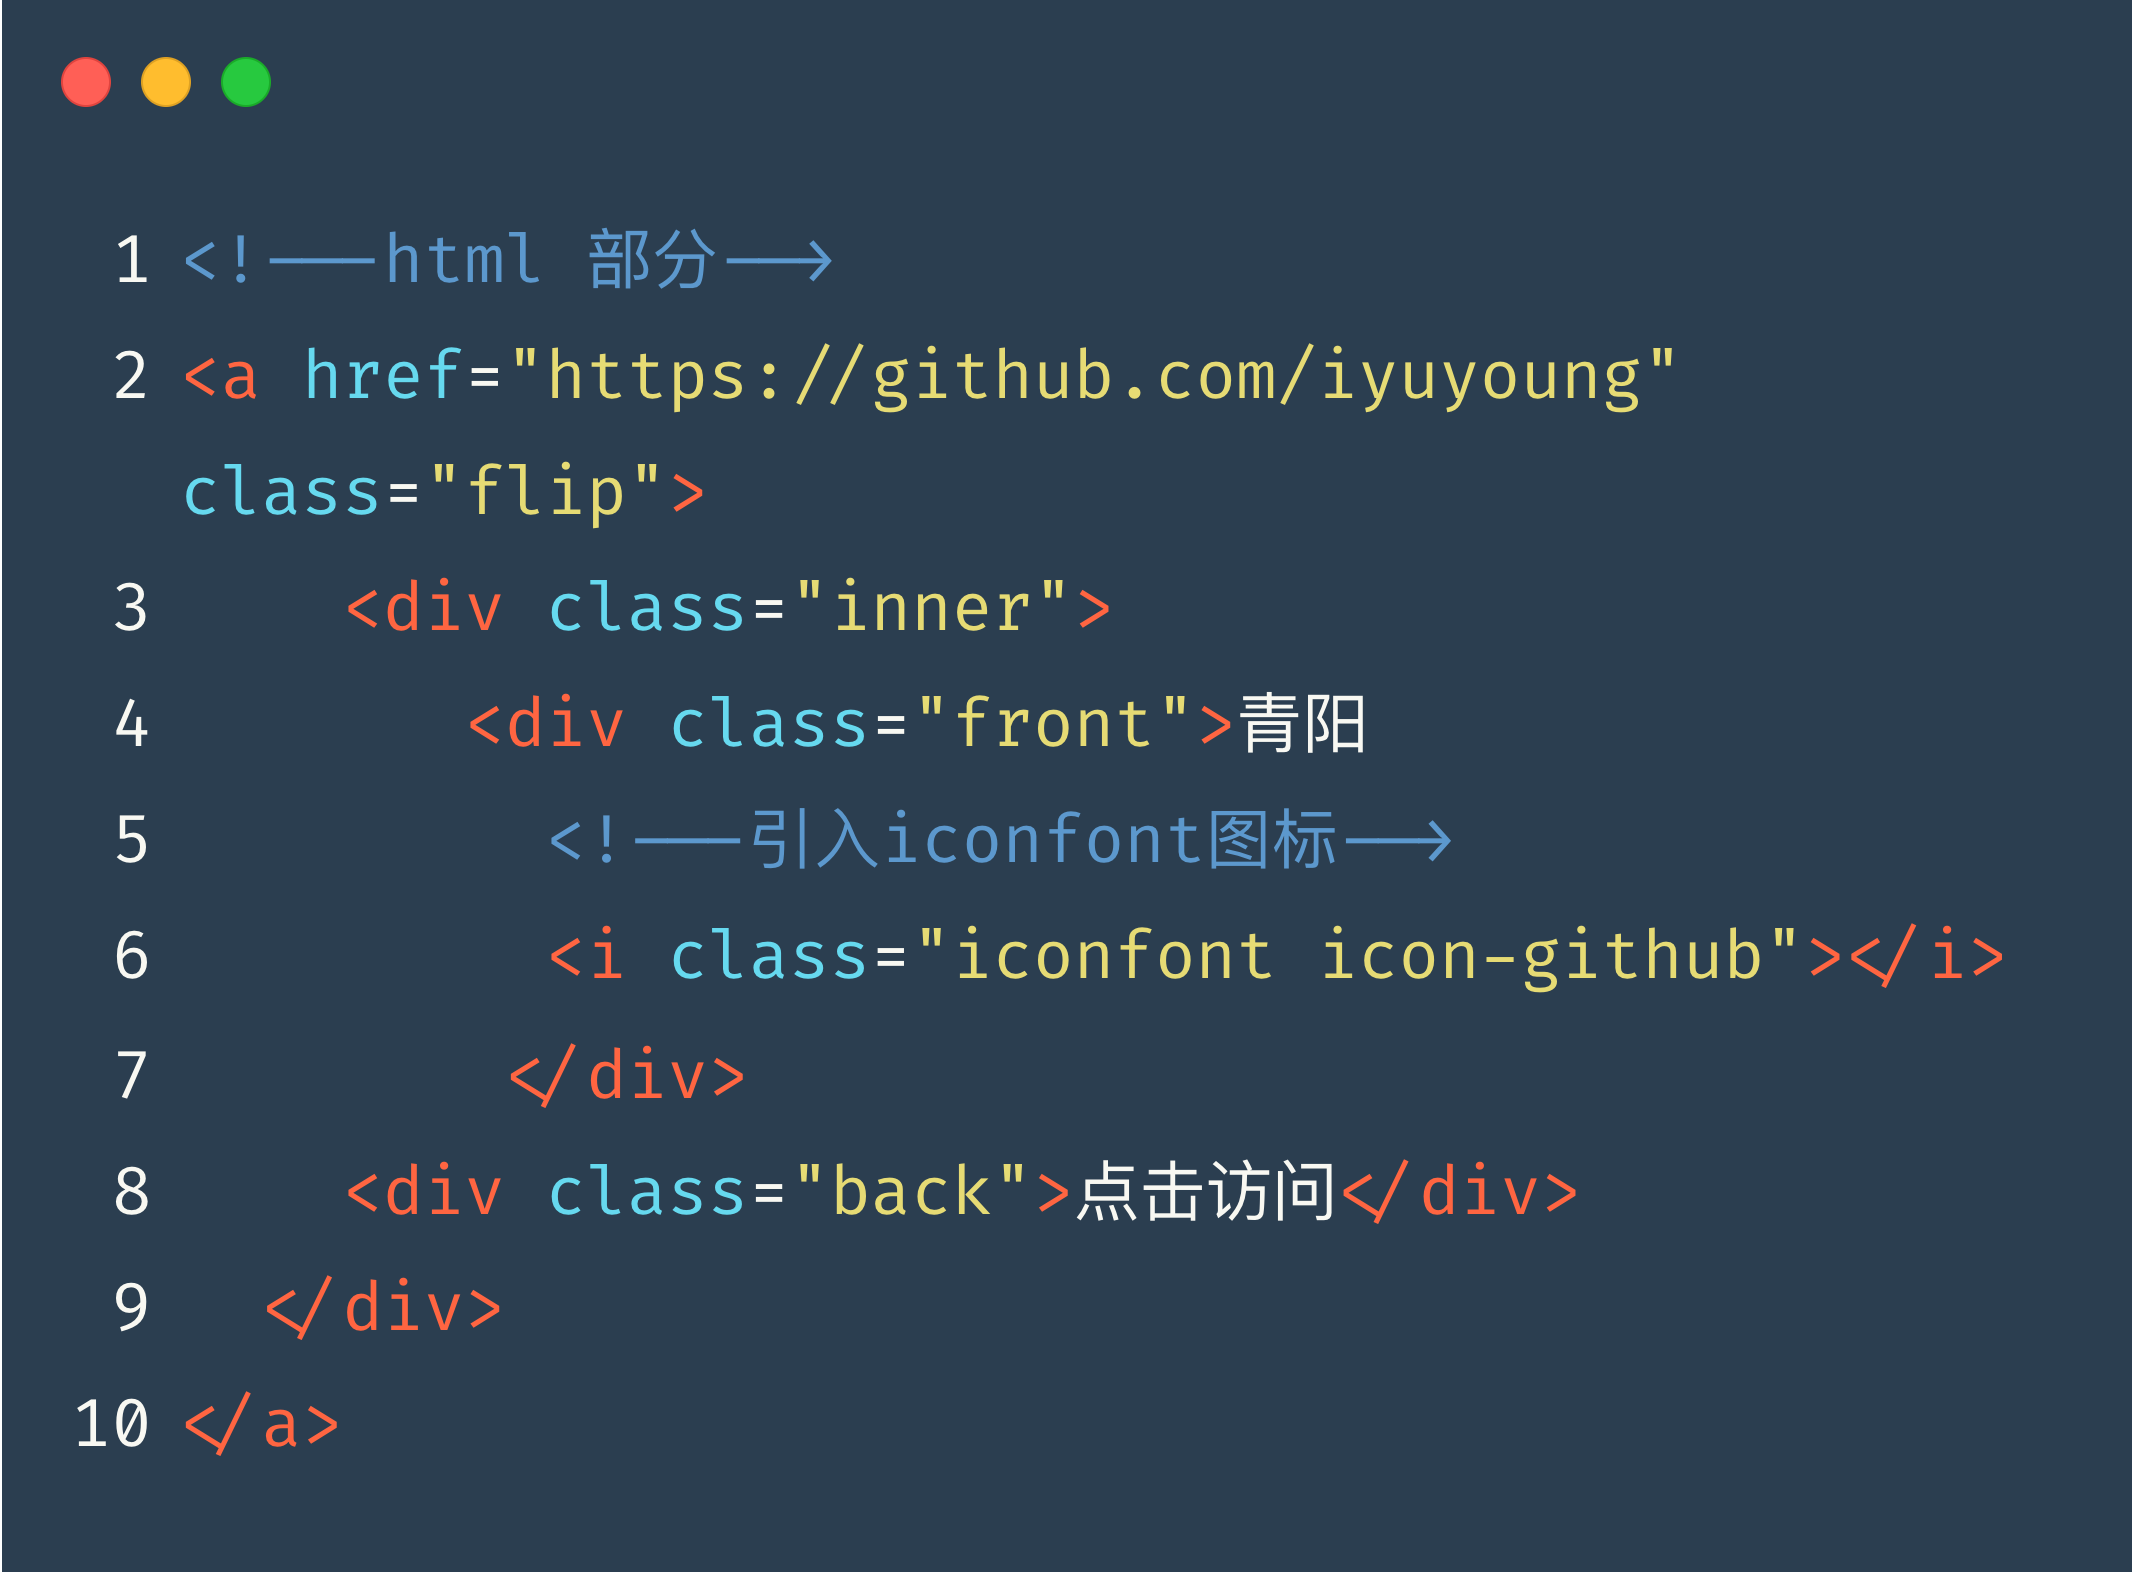 1 <!---html 部分-->
2 <a href="https://github.com/iyuyoung"
class="flip">
3     <div class="inner">
4        <div class="front">青阳
5          <!---引入iconfont图标-->
6          <i class="iconfont icon-github"></i>
7         </div>
8     <div class="back">点击访问</div>
9   </div>
10 </a>